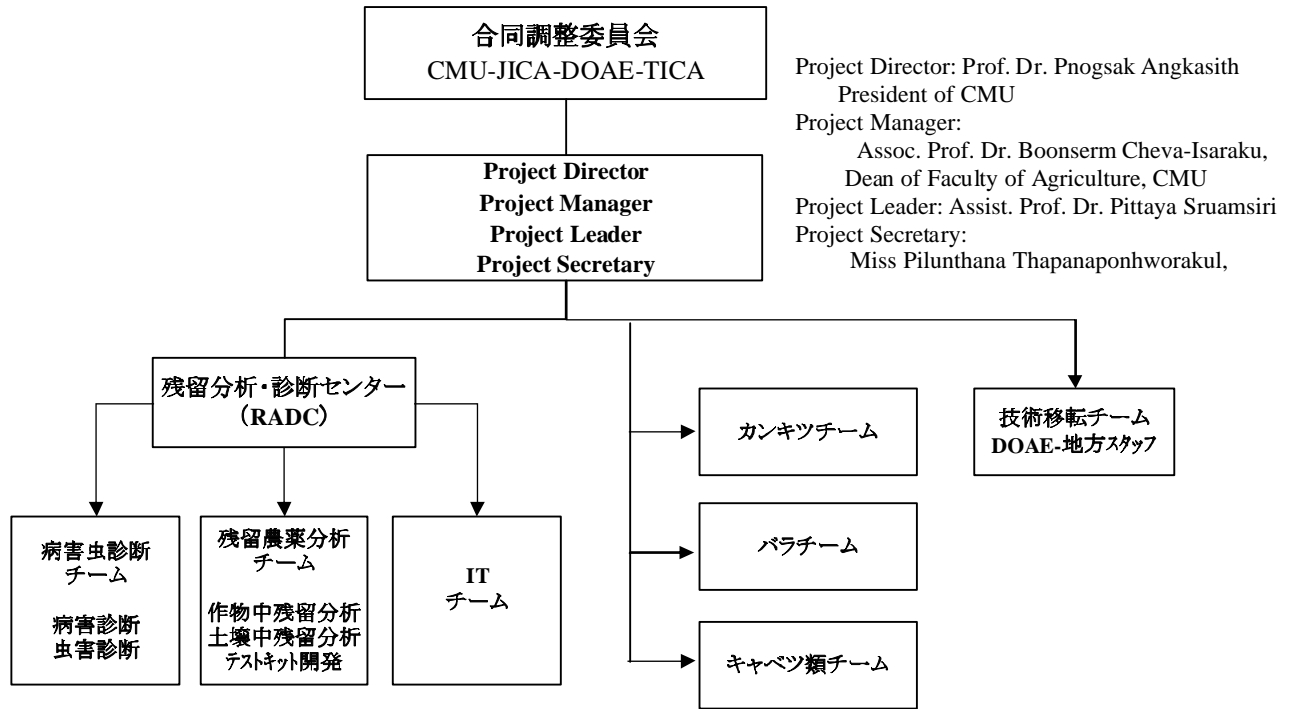 合同調整委員会
CMU-JICA-DOAE-TICA
Project Director: Prof. Dr. Pnogsak Angkasith
President of CMU
Project Manager:
Assoc. Prof. Dr. Boonserm Cheva-Isaraku,
Dean of Faculty of Agriculture, CMU
Project Leader: Assist. Prof. Dr. Pittaya Sruamsiri
Project Secretary:
Miss Pilunthana Thapanaponhworakul,
Project Director
Project Manager
Project Leader
Project Secretary
残留分析・診断センター
(RADC)
カンキツチーム
技術移転チーム
DOAE-地方スタッフ
病害虫診断
チーム
病害診断
虫害診断
残留農薬分析
チーム
作物中残留分析
土壌中残留分析
テストキット開発
IT
チーム
バラチーム
キャベツ類チーム